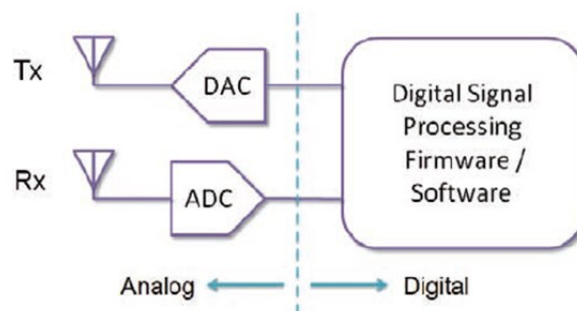 Tx
DAC
Digital Signal
Processing
Firmware /
Software
Rx
ADC
Analog
Digital